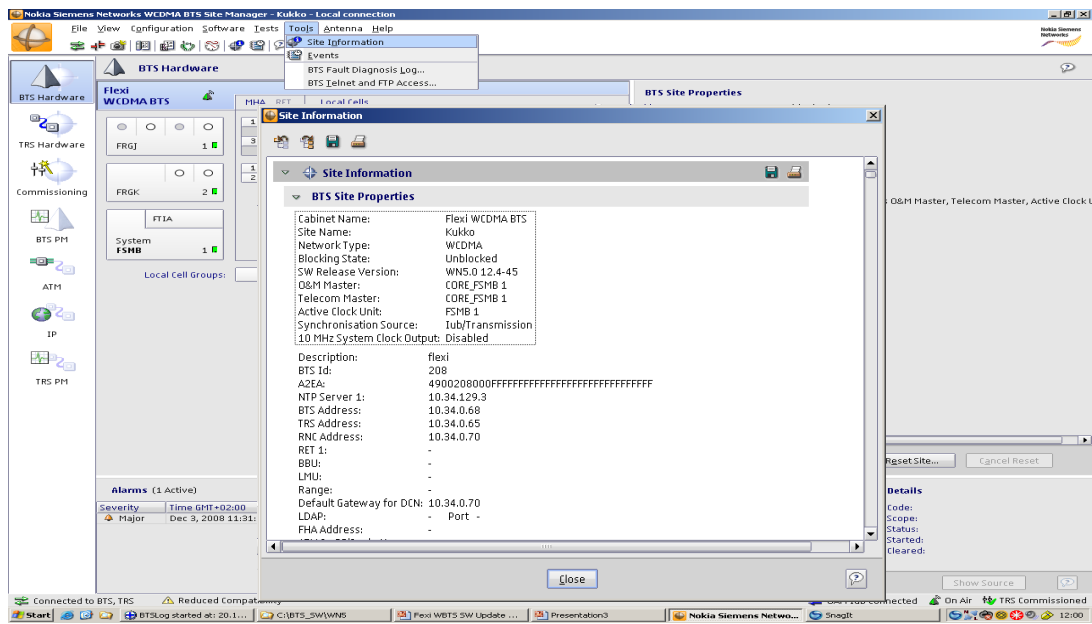 Nokia Siemens Networks WCDMA BTS Site Manager - Kukko - Local connection
File View Configuration Software Tests Tools Antenna Help
Nokia Siemens
Networks
Site Information
Events
BTS Fault Diagnosis Log...
BTS Telnet and FTP Access...
BTS Hardware
TRS Hardware
Commissioning
BTS PM
ATM
IP
TRS PM
BTS Hardware
Flexi
WCDMA BTS
MHA RET Local Cells
FRGJ 1
FRGK 2
FTIA
System
FSMB 1
1
3
1
2
Local Cell Groups:
BTS Site Properties
Site Information
Site Information
BTS Site Properties
Cabinet Name: Flexi WCDMA BTS
Site Name: Kukko
Network Type: WCDMA
Blocking State: Unblocked
SW Release Version: WN5.0 12.4-45
O&M Master: CORE_FSMB 1
Telecom Master: CORE_FSMB 1
Active Clock Unit: FSMB 1
Synchronisation Source: Iub/Transmission
10 MHz System Clock Output: Disabled
Description: flexi
BTS Id: 208
A2EA: 4900208000FFFFFFFFFFFFFFFFFFFFFFFFFFFFFF
NTP Server 1: 10.34.129.3
BTS Address: 10.34.0.68
TRS Address: 10.34.0.65
RNC Address: 10.34.0.70
RET 1: -
BBU: -
LMU: -
Range: -
Default Gateway for DCN: 10.34.0.70
LDAP: - Port -
FHA Address: -
Close
O&M Master, Telecom Master, Active Clock
Reset Site... Cancel Reset
Alarms (1 Active)
Severity Time GMT+02:00
Major Dec 3, 2008 11:31:
Details
Code:
Scope:
Status:
Started:
Cleared:
Show Source
Connected to BTS, TRS Reduced Compat
On Air TRS Commissioned
Start BTSLog started at: 20.1... C:\BTS_SW\WN5 Fexi WBTS SW Update ... Presentation3 Nokia Siemens Netwo... SnagIt 12:00